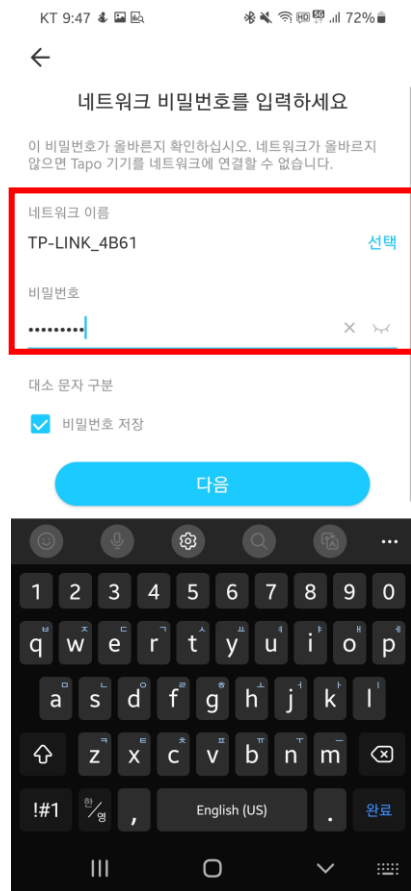 KT 9:47 72%
네트워크 비밀번호를 입력하세요
이 비밀번호가 올바른지 확인하십시오. 네트워크가 올바르지
않으면 Tapo 기기를 네트워크에 연결할 수 없습니다.
네트워크 이름
TP-LINK_4B61 선택
비밀번호
•••••••••
대소 문자 구분
비밀번호 저장
다음
1 2 3 4 5 6 7 8 9 0
q w e r t y u i o p
ㅂ ㅈ ㄷ ㄱ ㅅ ㅛ ㅕ ㅑ ㅐ ㅔ
a s d f g h j k l
ㅁ ㄴ ㅇ ㄹ ㅎ ㅗ ㅓ ㅏ ㅣ
z x c v b n m
ㅋ ㅌ ㅊ ㅍ ㅠ ㅜ ㅡ
!#1 한/영 , English (US) . 완료